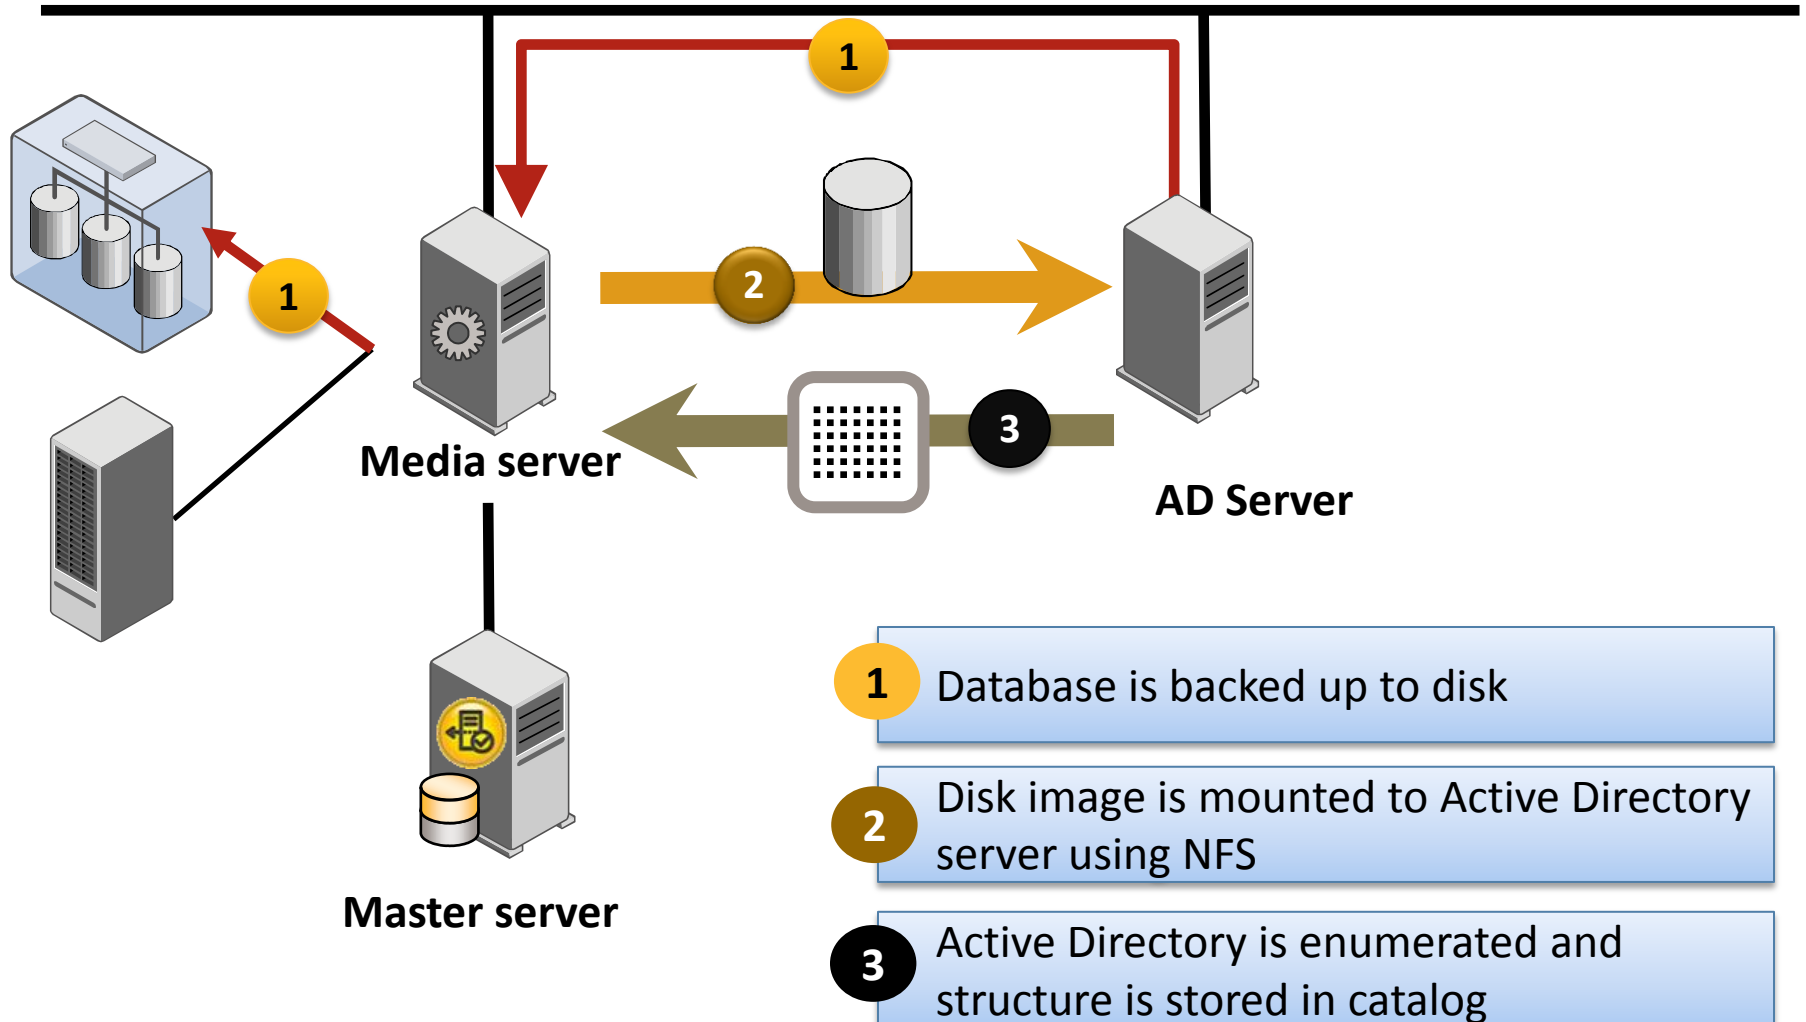 1
1
2
3
Media server
AD Server
Master server
1 Database is backed up to disk
2 Disk image is mounted to Active Directory
server using NFS
3 Active Directory is enumerated and
structure is stored in catalog